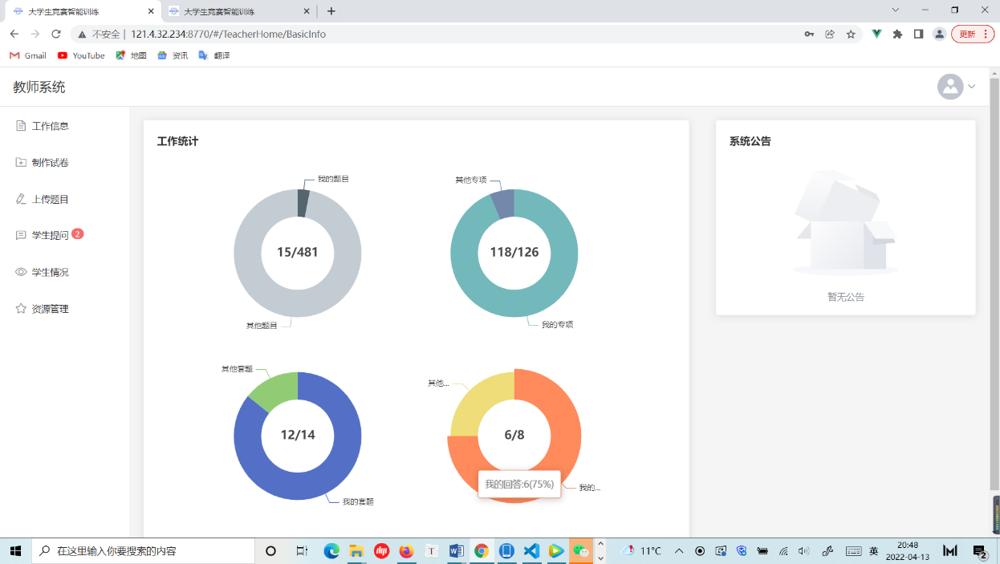 大学生竞赛智能训练
大学生竞赛智能训练
不安全 121.4.32.234:8770/#/TeacherHome/BasicInfo
更新
Gmail YouTube 地图 资讯 翻译
教师系统
工作信息
制作试卷
上传题目
学生提问 2
学生情况
资源管理
工作统计
我的题目
15/481
其他题目
其他专项
118/126
我的专项
其他套题
12/14
我的套题
其他...
6/8
我的回答:6(75%)
我的...
系统公告
暂无公告
在这里输入你要搜索的内容
11°C
英
20:48
2022-04-13
2